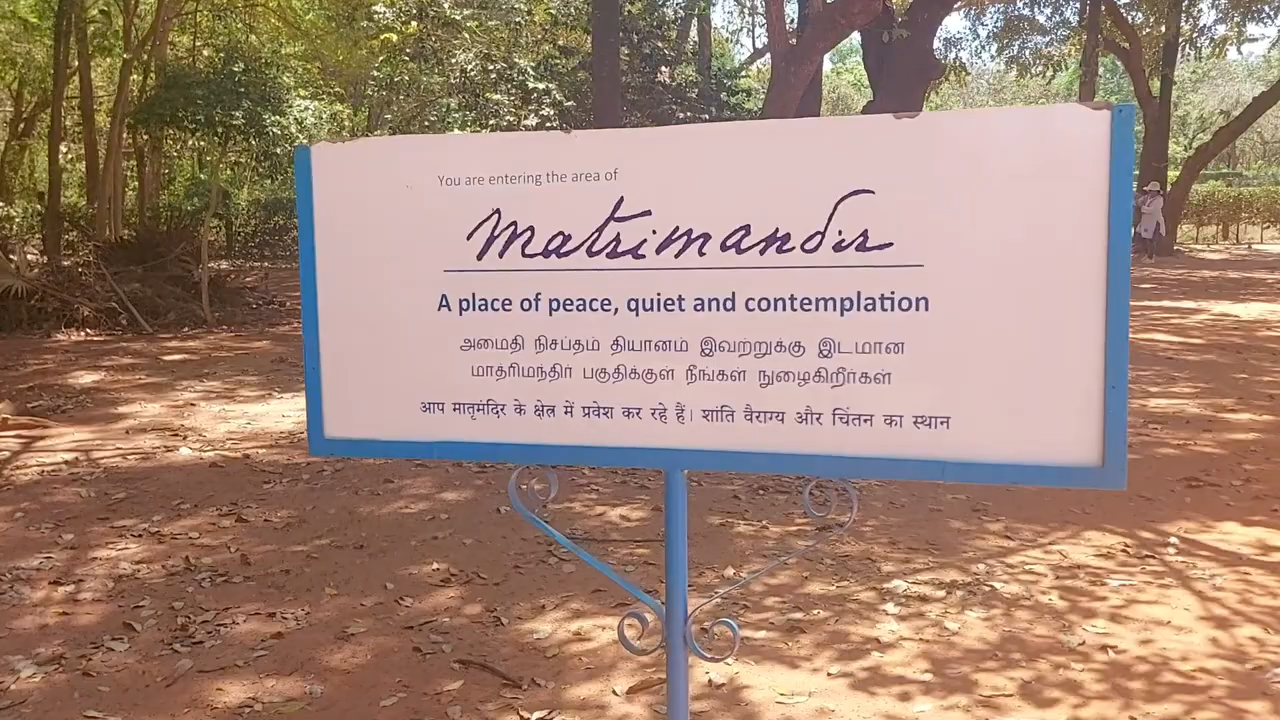 You are entering the area of
Matrimandir
A place of peace, quiet and contemplation
அமைதி நிசப்தம் தியானம் இவற்றுக்கு இடமான
மாத்ரிமந்திர் பகுதிக்குள் நீங்கள் நுழைகிறீர்கள்
आप मातृमंदिर के क्षेत्र में प्रवेश कर रहे हैं। शांति वैराग्य और चिंतन का स्थान